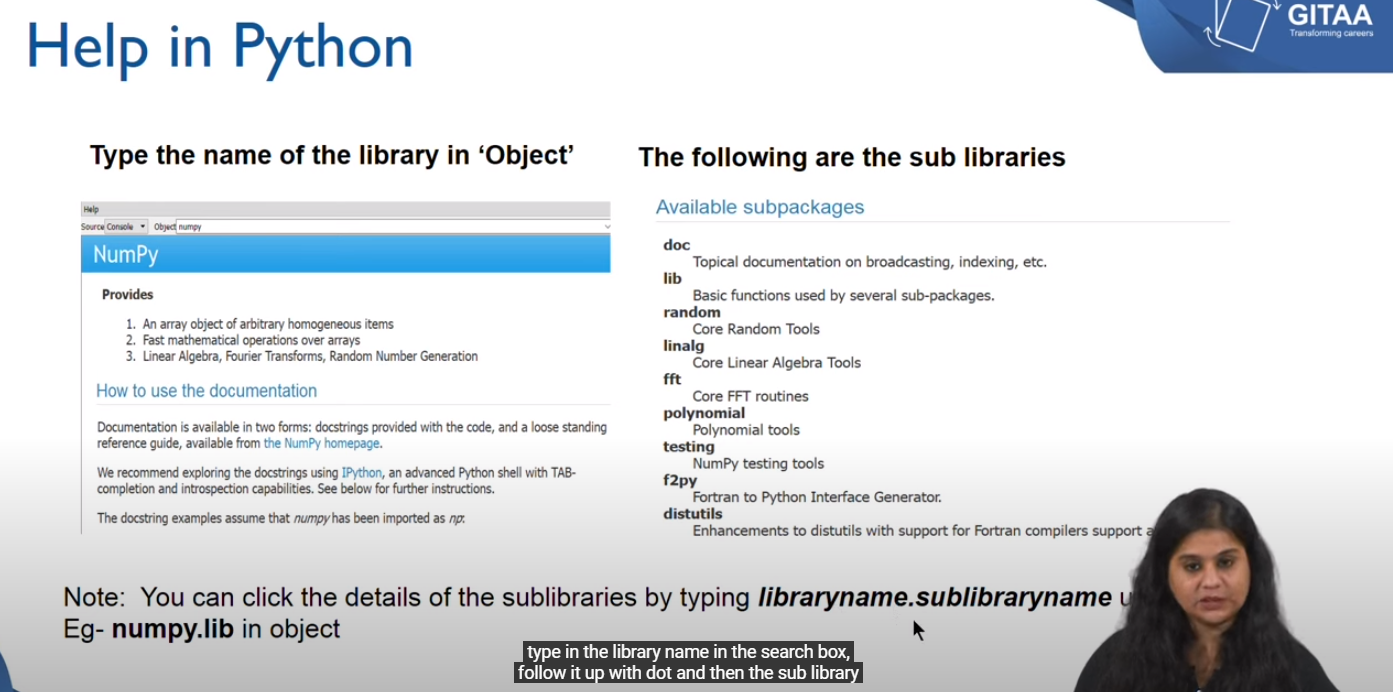 Help in Python
GITAA
Transforming careers
Type the name of the library in ‘Object’
Help
Source Console Object numpy
NumPy
Provides
1. An array object of arbitrary homogeneous items
2. Fast mathematical operations over arrays
3. Linear Algebra, Fourier Transforms, Random Number Generation
How to use the documentation
Documentation is available in two forms: docstrings provided with the code, and a loose standing
reference guide, available from the NumPy homepage.
We recommend exploring the docstrings using IPython, an advanced Python shell with TAB-
completion and introspection capabilities. See below for further instructions.
The docstring examples assume that numpy has been imported as np:
The following are the sub libraries
Available subpackages
doc
Topical documentation on broadcasting, indexing, etc.
lib
Basic functions used by several sub-packages.
random
Core Random Tools
linalg
Core Linear Algebra Tools
fft
Core FFT routines
polynomial
Polynomial tools
testing
NumPy testing tools
f2py
Fortran to Python Interface Generator.
distutils
Enhancements to distutils with support for Fortran compilers support
Note: You can click the details of the sublibraries by typing libraryname.sublibraryname
Eg- numpy.lib in object
type in the library name in the search box,
follow it up with dot and then the sub library